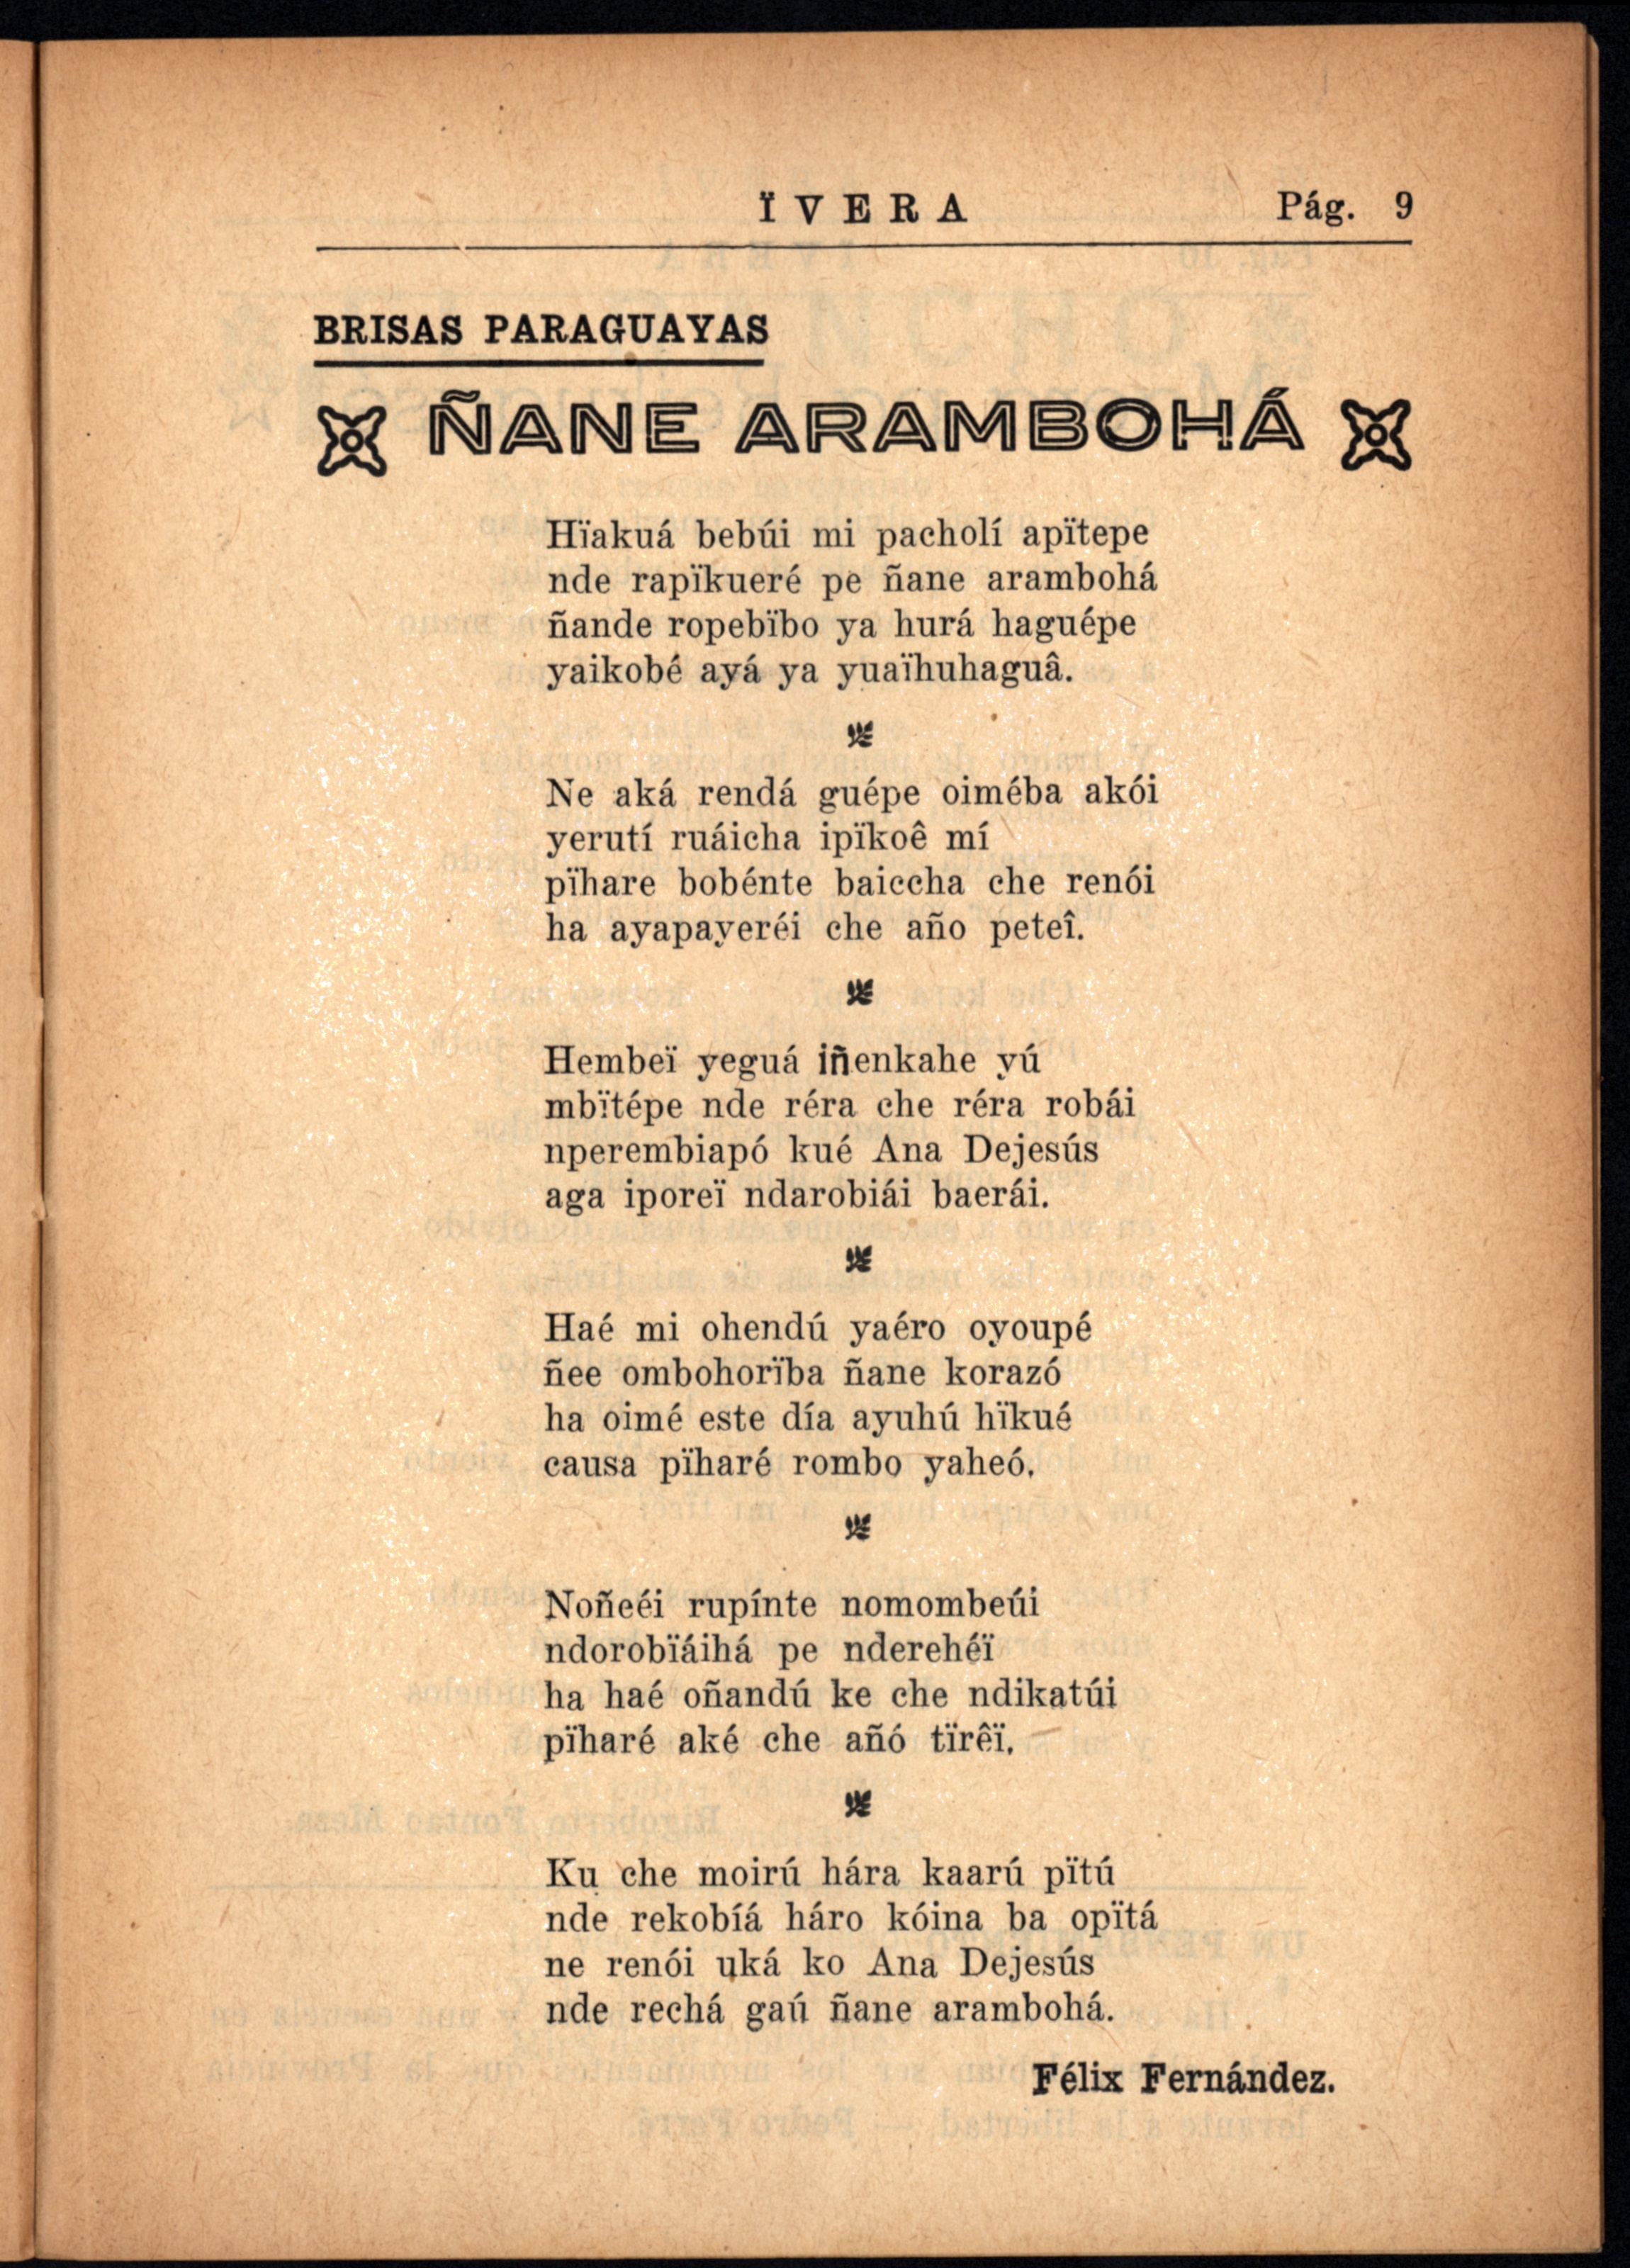 ÏVERA Pág. 9
BRISAS PARAGUAYAS
ÑANE ARAMBOHÁ
Hïakuá bebúi mi pacholí apïtepe
nde rapïkueré pe ñane arambohá
ñande ropebïbo ya hurá haguépe
yaikobé ayá ya yuaïhuhaguâ.
Ne aká rendá guépe oiméba akói
yerutí ruáicha ipïkoê mí
pïhare bobénte baiccha che renói
ha ayapayeréi che año peteî.
Hembeï yeguá iñenkahe yú
mbïtépe nde réra che réra robái
nperembiapó kué Ana Dejesús
aga iporeï ndarobiái baerái.
Haé mi ohendú yaéro oyoupé
ñee ombohorïba ñane korazó
ha oimé este día ayuhú hïkué
causa pïharé rombo yaheó.
Noñeéi rupínte nomombeúi
ndorobïáihá pe nderehéï
ha haé oñandú ke che ndikatúi
pïharé aké che añó tïrêï.
Ku che moirú hára kaarú pïtú
nde rekobíá háro kóina ba opïtá
ne renói uká ko Ana Dejesús
nde rechá gaú ñane arambohá.
Félix Fernández.